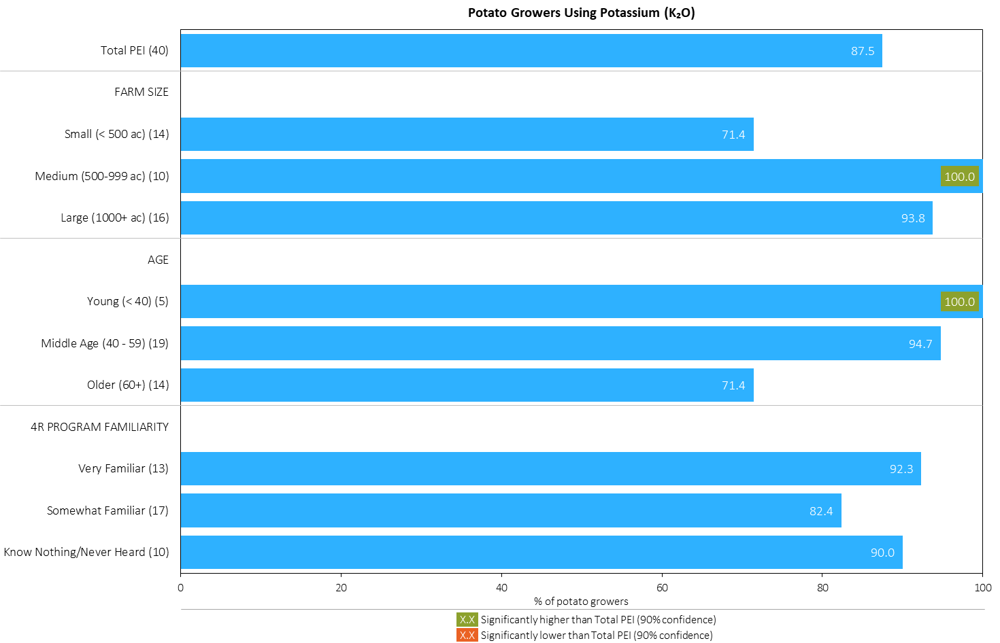 Potato Growers Using Potassium (K₂O)
Total PEI (40)
87.5
FARM SIZE
Small (< 500 ac) (14)
71.4
Medium (500-999 ac) (10)
100.0
Large (1000+ ac) (16)
93.8
AGE
Young (< 40) (5)
100.0
Middle Age (40 - 59) (19)
94.7
Older (60+) (14)
71.4
4R PROGRAM FAMILIARITY
Very Familiar (13)
92.3
Somewhat Familiar (17)
82.4
Know Nothing/Never Heard (10)
90.0
0 20 40 60 80 100
% of potato growers
X.X Significantly higher than Total PEI (90% confidence)
X.X Significantly lower than Total PEI (90% confidence)